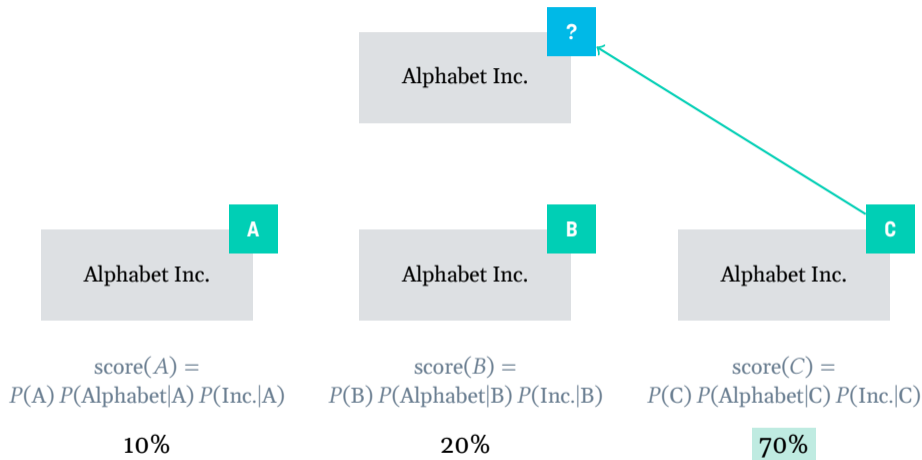 ?
Alphabet Inc.
A
B
C
Alphabet Inc.
Alphabet Inc.
Alphabet Inc.
score(A) =
P(A) P(Alphabet|A) P(Inc.|A)
score(B) =
P(B) P(Alphabet|B) P(Inc.|B)
score(C) =
P(C) P(Alphabet|C) P(Inc.|C)
10%
20%
70%